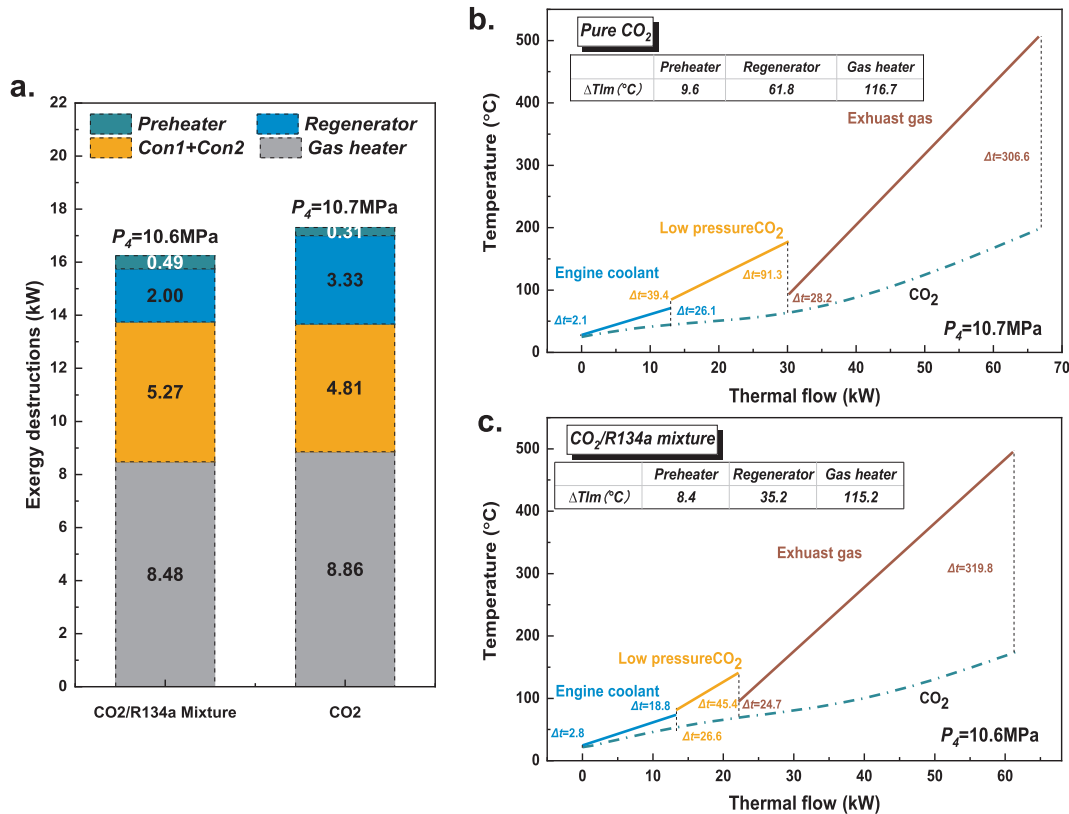 a.
22
20
18
16
14
12
10
8
6
4
2
0
Exergy destructions (kW)
Preheater
Regenerator
Con1+Con2
Gas heater
P4=10.6MPa
0.49
2.00
5.27
8.48
P4=10.7MPa
0.31
3.33
4.81
8.86
CO2/R134a Mixture
CO2
b.
Pure CO2
Preheater Regenerator Gas heater
ΔTlm(°C) 9.6 61.8 116.7
500
400
300
200
100
0
Temperature (°C)
Exhuast gas
Δt=306.6
Low pressureCO2
Engine coolant
Δt=91.3
Δt=39.4
Δt=28.2
Δt=26.1
Δt=2.1
CO2
P4=10.7MPa
0 10 20 30 40 50 60 70
Thermal flow (kW)
c.
CO2/R134a mixture
Preheater Regenerator Gas heater
ΔTlm(°C) 8.4 35.2 115.2
500
400
300
200
100
0
Temperature (°C)
Exhuast gas
Δt=319.8
Low pressureCO2
Engine coolant
Δt=18.8
Δt=45.4
Δt=24.7
Δt=2.8
Δt=26.6
CO2
P4=10.6MPa
0 10 20 30 40 50 60
Thermal flow (kW)